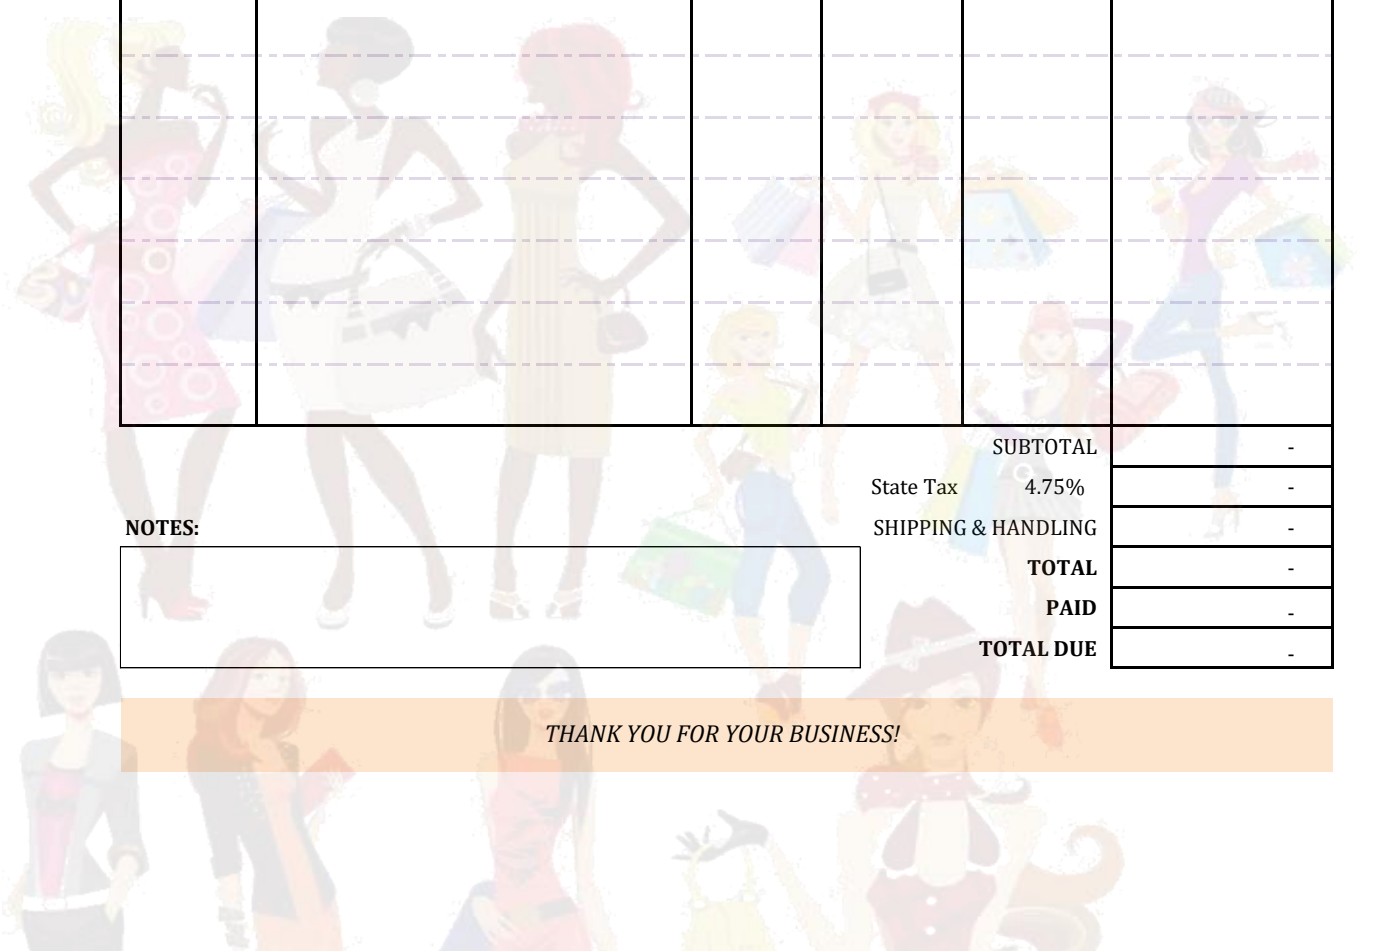 SUBTOTAL -
State Tax 4.75% -
NOTES: SHIPPING & HANDLING -
TOTAL -
PAID -
TOTAL DUE -
THANK YOU FOR YOUR BUSINESS!